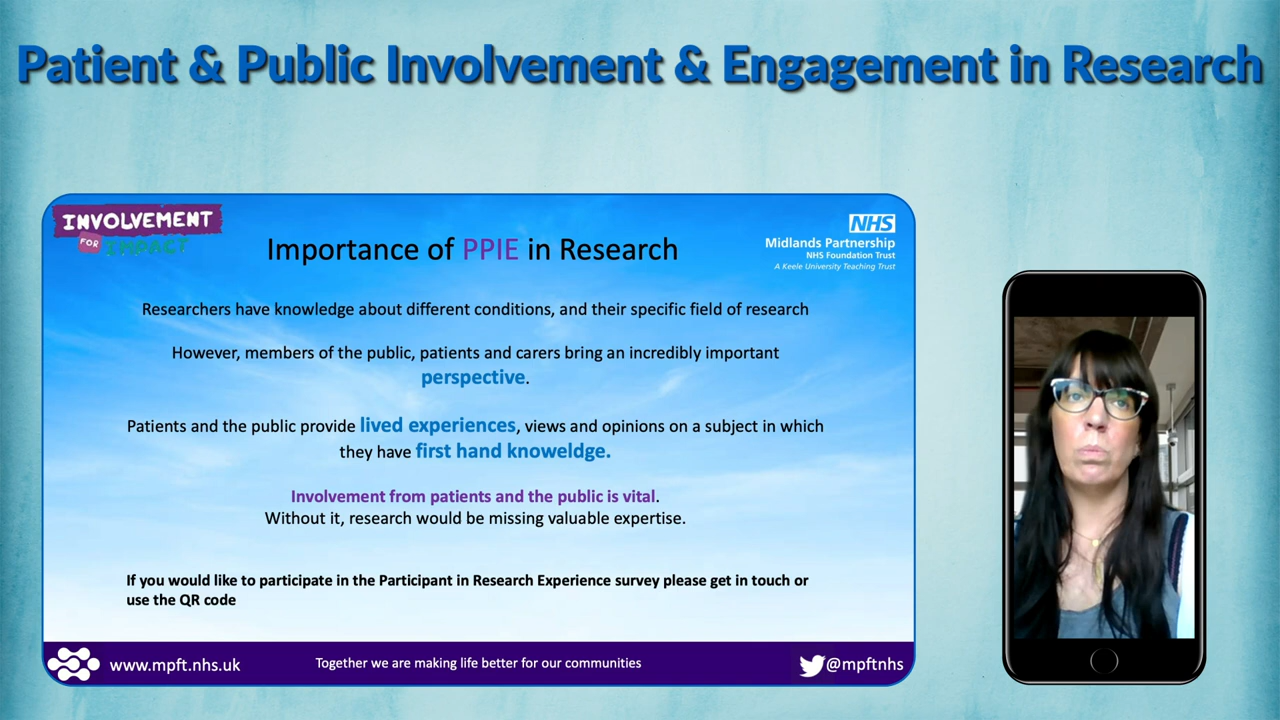 Patient & Public Involvement & Engagement in Research
INVOLVEMENT
FOR IMPACT
NHS
Midlands Partnership
NHS Foundation Trust
A Keele University Teaching Trust
Importance of PPIE in Research
Researchers have knowledge about different conditions, and their specific field of research
However, members of the public, patients and carers bring an incredibly important
perspective.
Patients and the public provide lived experiences, views and opinions on a subject in which
they have first hand knoweldge.
Involvement from patients and the public is vital.
Without it, research would be missing valuable expertise.
If you would like to participate in the Participant in Research Experience survey please get in touch or
use the QR code
www.mpft.nhs.uk
Together we are making life better for our communities
@mpftnhs